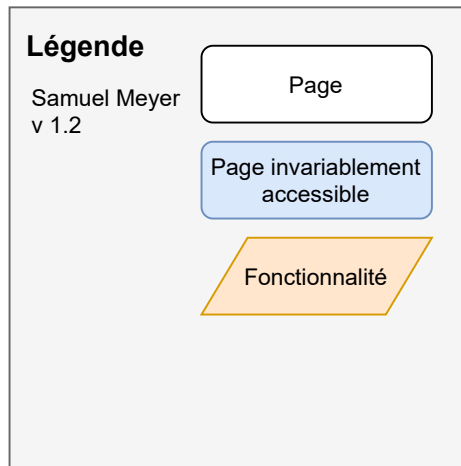 Légende
Samuel Meyer
v 1.2
Page
Page invariablement
accessible
Fonctionnalité